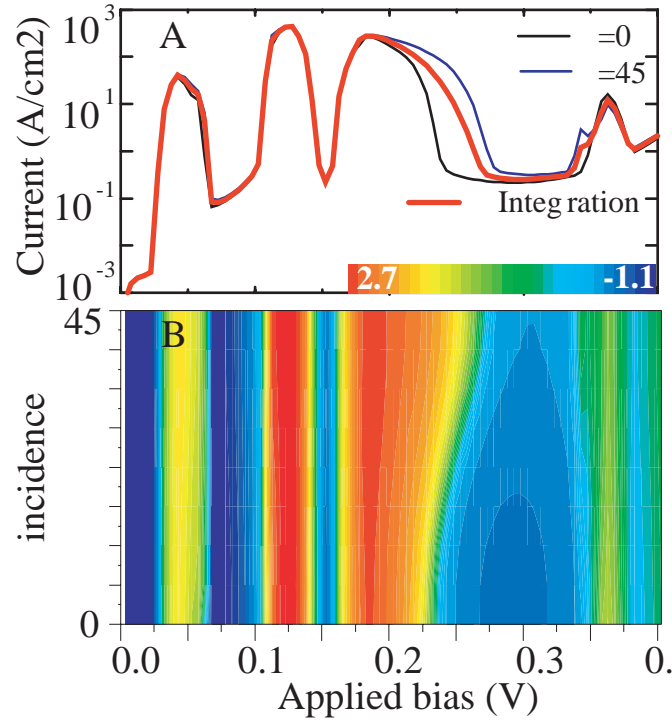 A
Current (A/cm2)
10^3
10^1
10^-1
10^-3
=0
=45
Integ ration
2.7
-1.1
B
incidence
45
0
0.0
0.1
0.2
0.3
0.
Applied bias (V)